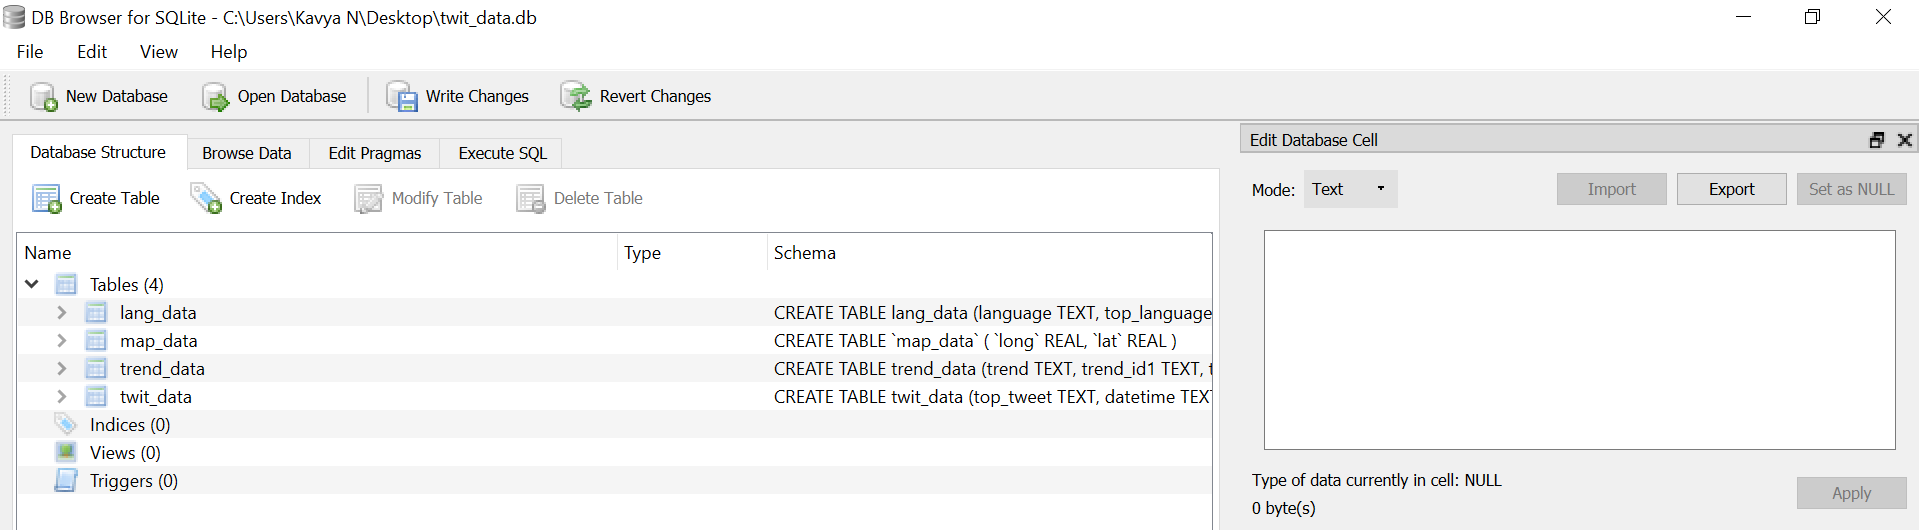 DB Browser for SQLite - C:\Users\Kavya N\Desktop\twit_data.db
File Edit View Help
New Database Open Database Write Changes Revert Changes
Database Structure Browse Data Edit Pragmas Execute SQL
Create Table Create Index Modify Table Delete Table
Name Type Schema
Tables (4)
lang_data CREATE TABLE lang_data (language TEXT, top_language
map_data CREATE TABLE `map_data` ( `long` REAL, `lat` REAL )
trend_data CREATE TABLE trend_data (trend TEXT, trend_id1 TEXT, t
twit_data CREATE TABLE twit_data (top_tweet TEXT, datetime TEXT
Indices (0)
Views (0)
Triggers (0)
Edit Database Cell
Mode: Text Import Export Set as NULL
Type of data currently in cell: NULL
0 byte(s)
Apply